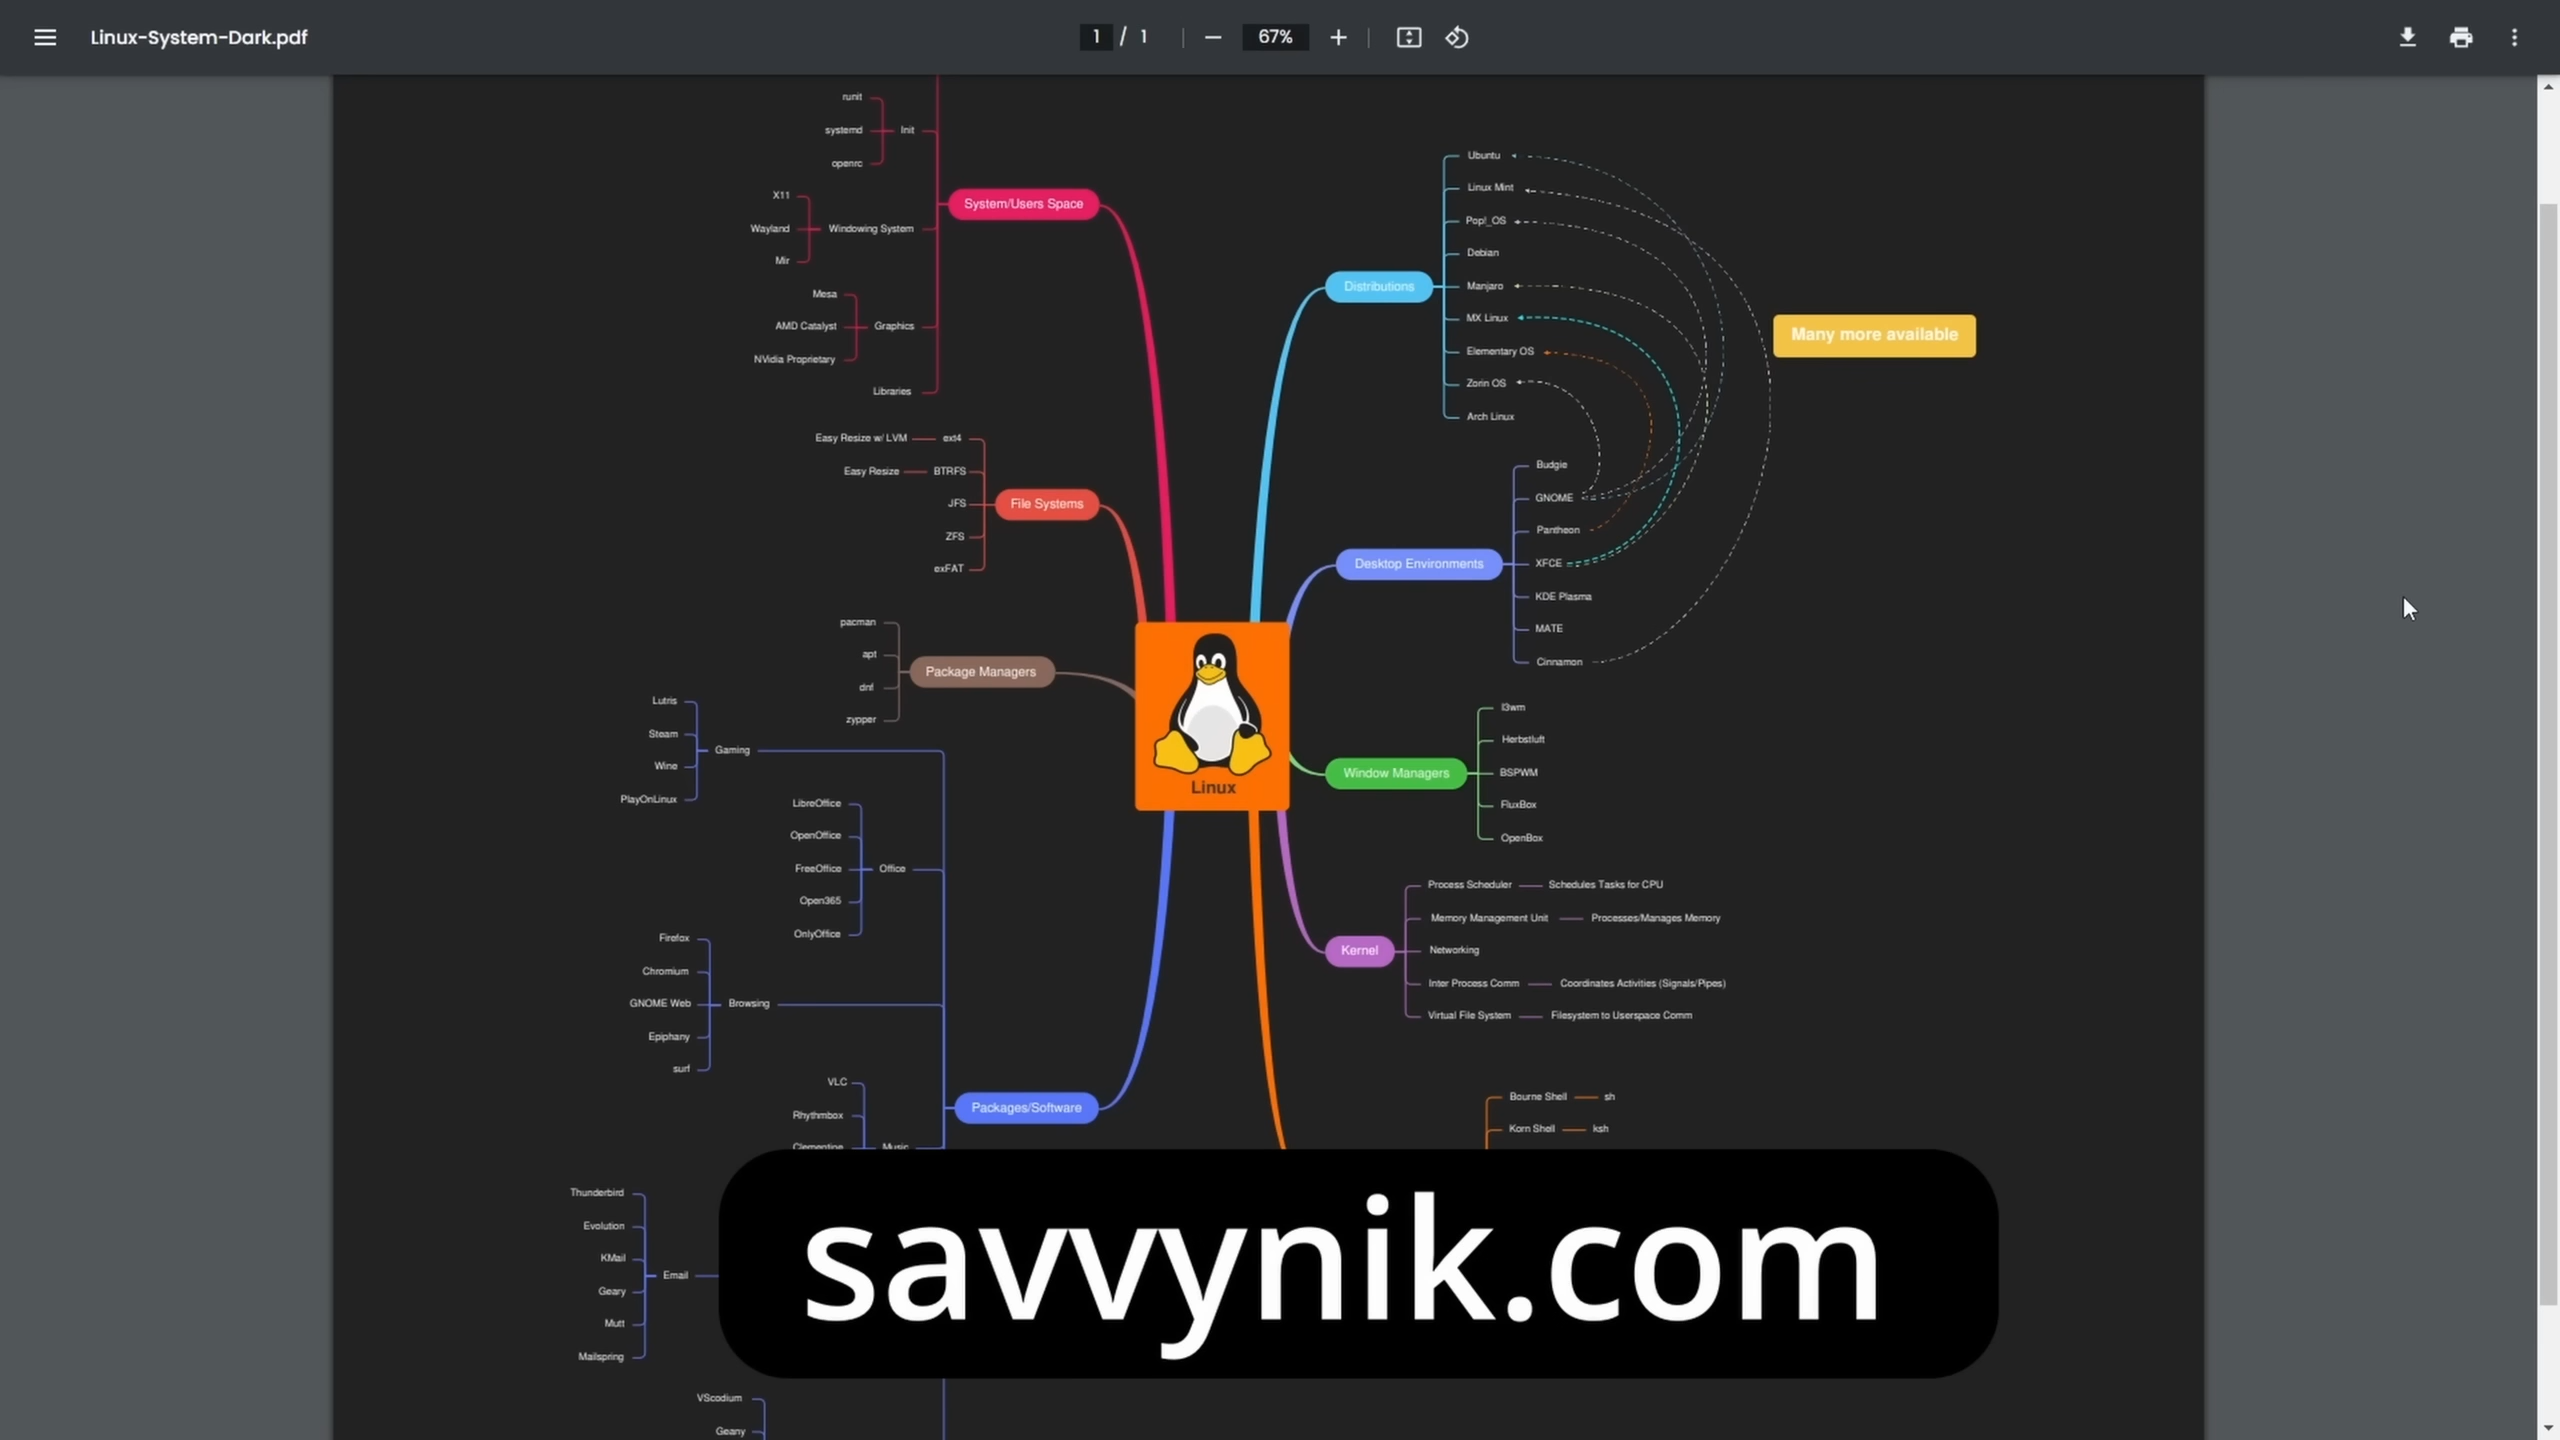 Linux-System-Dark.pdf
1 / 1
67%
runit
systemd
openrc
Init
X11
Wayland
Mir
Windowing System
Mesa
AMD Catalyst
NVidia Proprietary
Graphics
Libraries
System/Users Space
Easy Resize w/ LVM
ext4
Easy Resize
BTRFS
JFS
ZFS
exFAT
File Systems
pacman
apt
dnf
zypper
Package Managers
Lutris
Steam
Wine
PlayOnLinux
Gaming
LibreOffice
OpenOffice
FreeOffice
Open365
OnlyOffice
Office
Firefox
Chromium
GNOME Web
Epiphany
surf
Browsing
VLC
Rhythmbox
Clementine
Music
Packages/Software
Thunderbird
Evolution
KMail
Geary
Mutt
Mailspring
Email
VScodium
Geany
Linux
Distributions
Ubuntu
Linux Mint
Pop!_OS
Debian
Manjaro
MX Linux
Elementary OS
Zorin OS
Arch Linux
Many more available
Desktop Environments
Budgie
GNOME
Pantheon
XFCE
KDE Plasma
MATE
Cinnamon
Window Managers
I3wm
Herbstluft
BSPWM
FluxBox
OpenBox
Kernel
Process Scheduler
Schedules Tasks for CPU
Memory Management Unit
Processes/Manages Memory
Networking
Inter Process Comm
Coordinates Activities (Signals/Pipes)
Virtual File System
Filesystem to Userspace Comm
Bourne Shell
sh
Korn Shell
ksh
savvynik.com